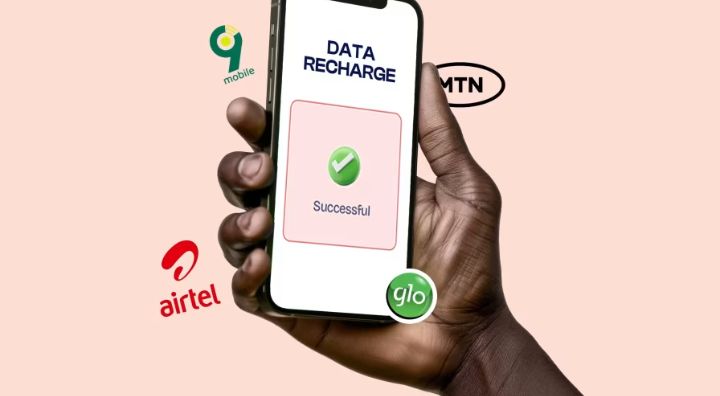 9
mobile
DATA
RECHARGE
MTN
Successful
airtel
glo